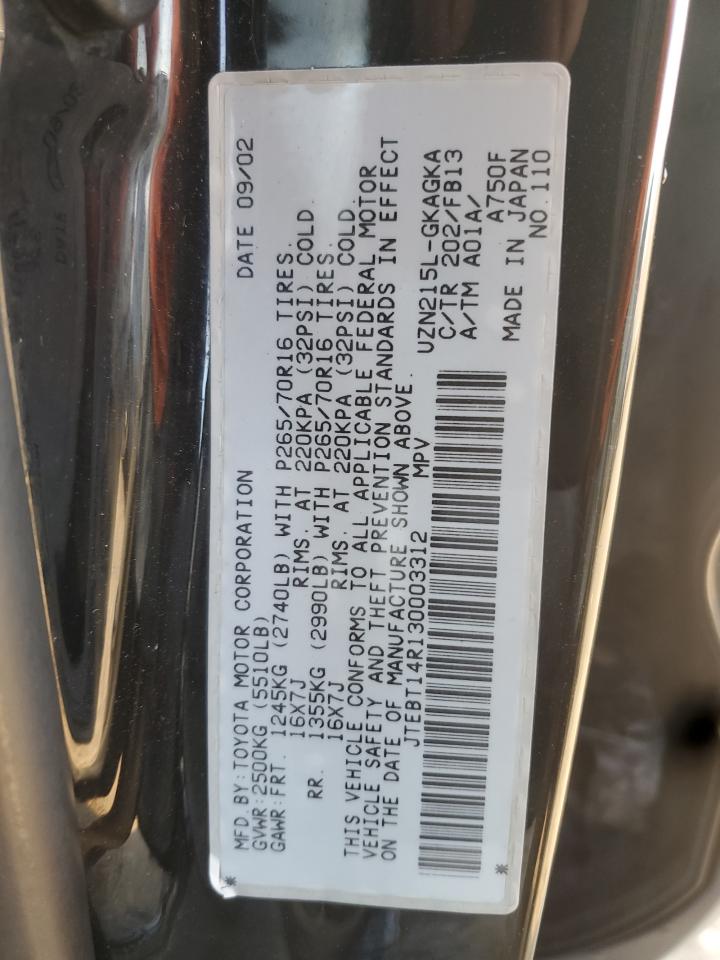 MFD.BY:TOYOTA MOTOR CORPORATION DATE 09/02
GVWR:2500KG (5510LB)
GAWR:FRT. 1245KG (2740LB) WITH P265/70R16 TIRES.
16X7J RIMS. AT 220KPA (32PSI) COLD.
RR. 1355KG (2990LB) WITH P265/70R16 TIRES.
16X7J RIMS. AT 220KPA (32PSI) COLD.
THIS VEHICLE CONFORMS TO ALL APPLICABLE FEDERAL MOTOR
VEHICLE SAFETY AND THEFT PREVENTION STANDARDS IN EFFECT
ON THE DATE OF MANUFACTURE SHOWN ABOVE.
JTEBT14R130003312 MPV
UZN215L-GKAGKA
C/TR 202/FB13
A/TM A01A/
A750F
MADE IN JAPAN
NO.110